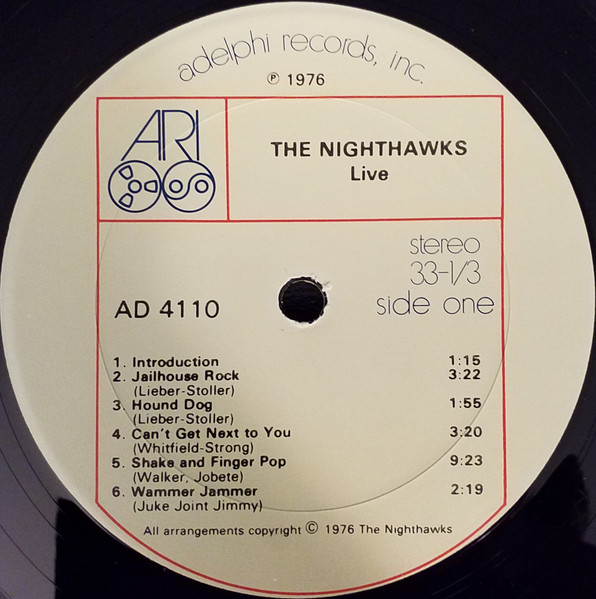 adelphi records, inc.
℗ 1976
ARI
THE NIGHTHAWKS
Live
stereo
33-1/3
side one
AD 4110
1. Introduction 1:15
2. Jailhouse Rock 3:22
(Lieber-Stoller)
3. Hound Dog 1:55
(Lieber-Stoller)
4. Can't Get Next to You 3:20
(Whitfield-Strong)
5. Shake and Finger Pop 9:23
(Walker, Jobete)
6. Wammer Jammer 2:19
(Juke Joint Jimmy)
All arrangements copyright © 1976 The Nighthawks